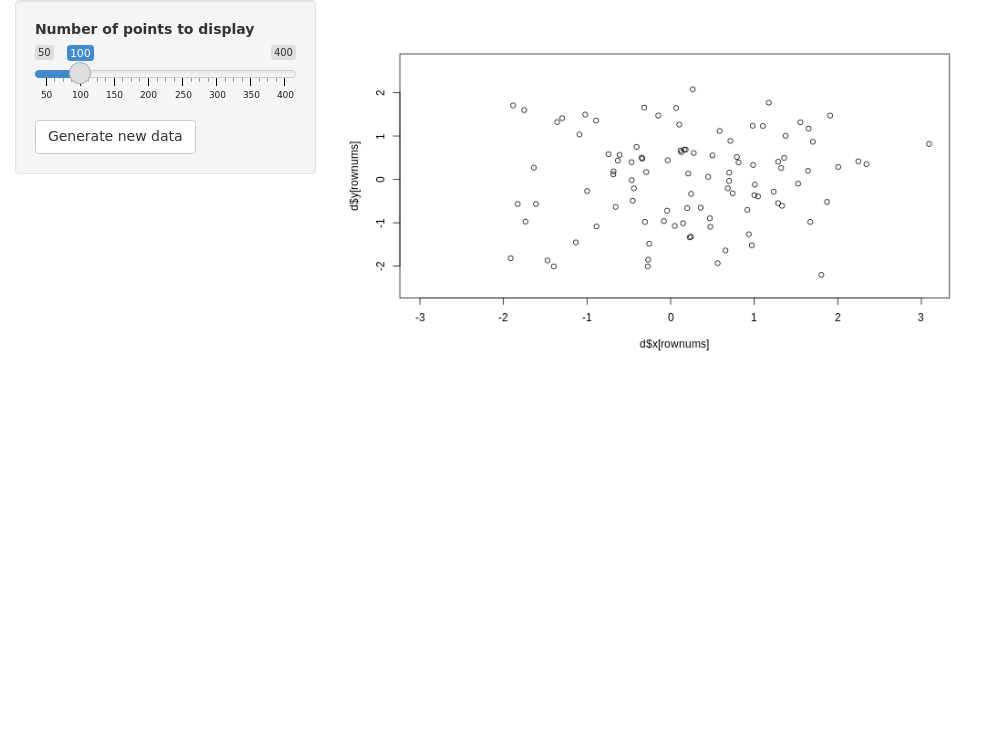 Number of points to display
50 100 400
50 100 150 200 250 300 350 400
Generate new data
d$y[rownums]
2
1
0
-1
-2
-3 -2 -1 0 1 2 3
d$x[rownums]